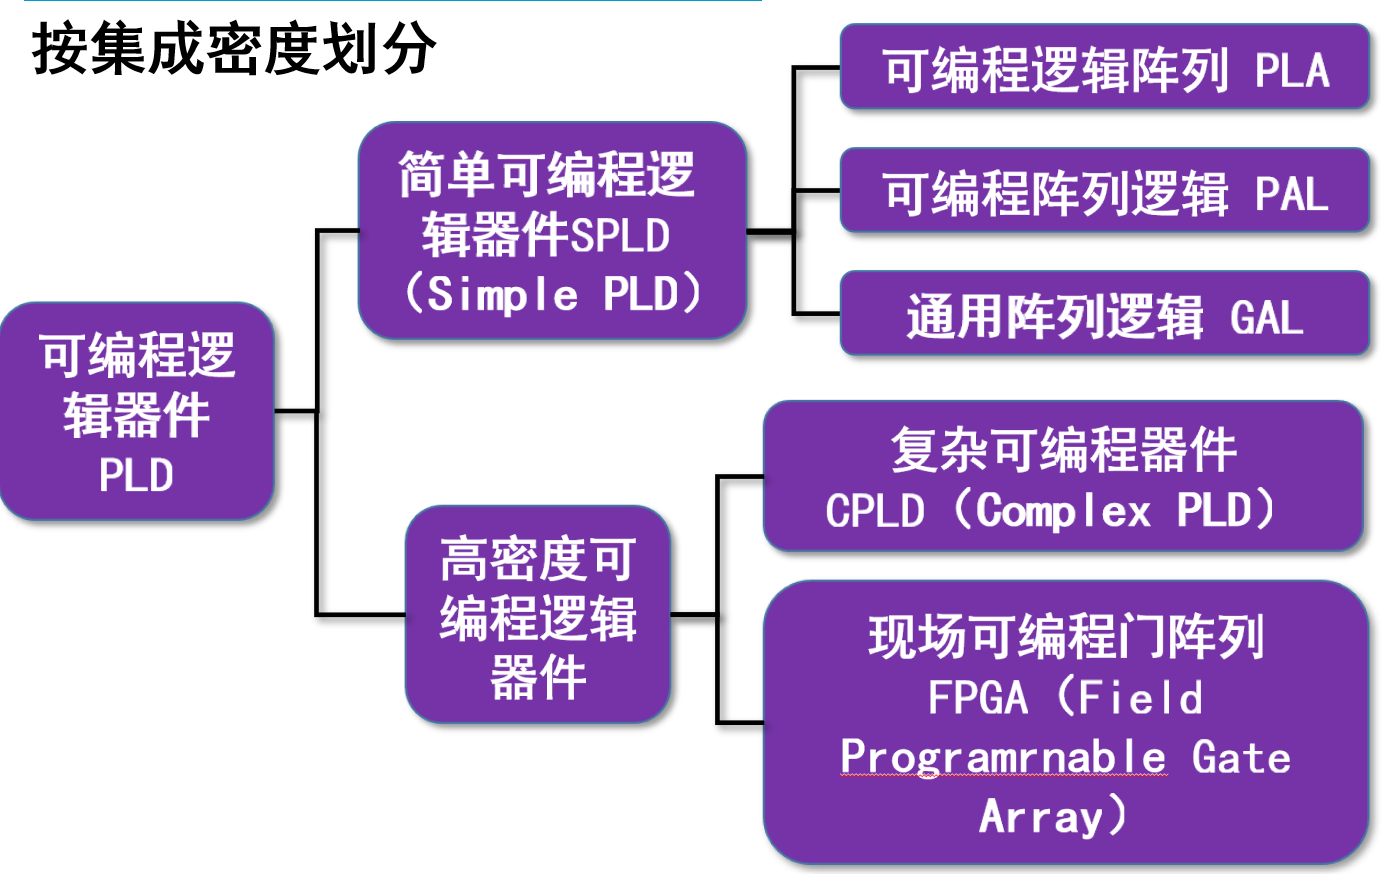 按集成密度划分
可编程逻辑阵列 PLA
可编程阵列逻辑 PAL
通用阵列逻辑 GAL
简单可编程逻
辑器件SPLD
（Simple PLD）
可编程逻
辑器件
PLD
高密度可
编程逻辑
器件
复杂可编程器件
CPLD（Complex PLD）
现场可编程门阵列
FPGA（Field
Programrnable Gate
Array）